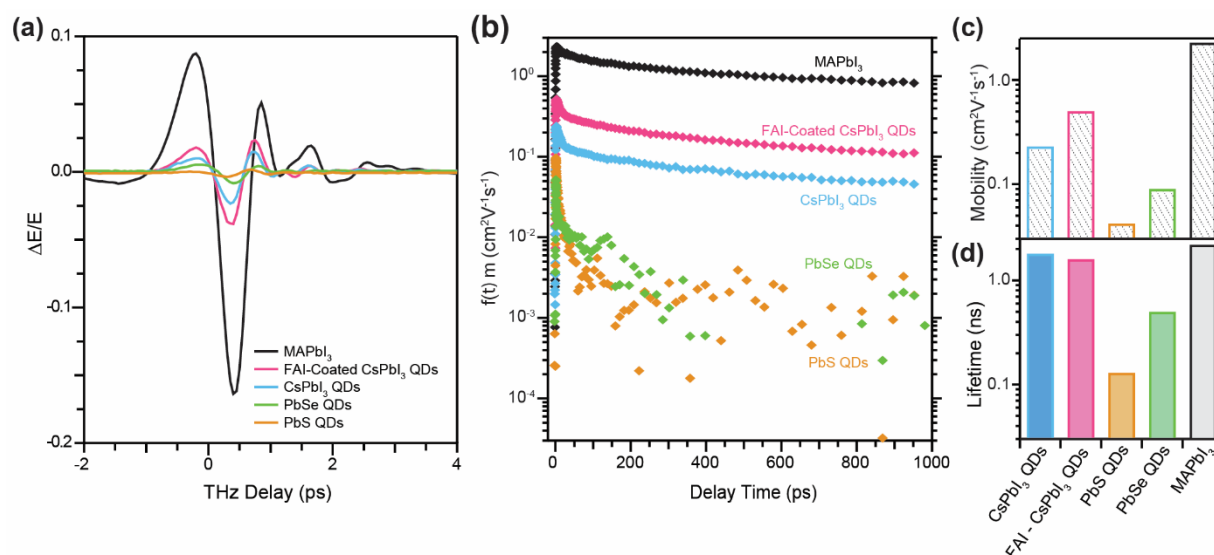 (a)
0.1
0.0
-0.1
-0.2
ΔE/E
MAPbI₃
FAI-Coated CsPbI₃ QDs
CsPbI₃ QDs
PbSe QDs
PbS QDs
-2
0
2
4
THz Delay (ps)
(b)
10⁰
10⁻¹
10⁻²
10⁻³
10⁻⁴
f(t) m (cm²V⁻¹s⁻¹)
MAPbI₃
FAI-Coated CsPbI₃ QDs
CsPbI₃ QDs
PbSe QDs
PbS QDs
0
200
400
600
800
1000
Delay Time (ps)
(c)
1.0
0.1
Mobility (cm²V⁻¹s⁻¹)
(d)
1.0
0.1
Lifetime (ns)
CsPbI₃ QDs
FAI - CsPbI₃ QDs
PbS QDs
PbSe QDs
MAPbI₃